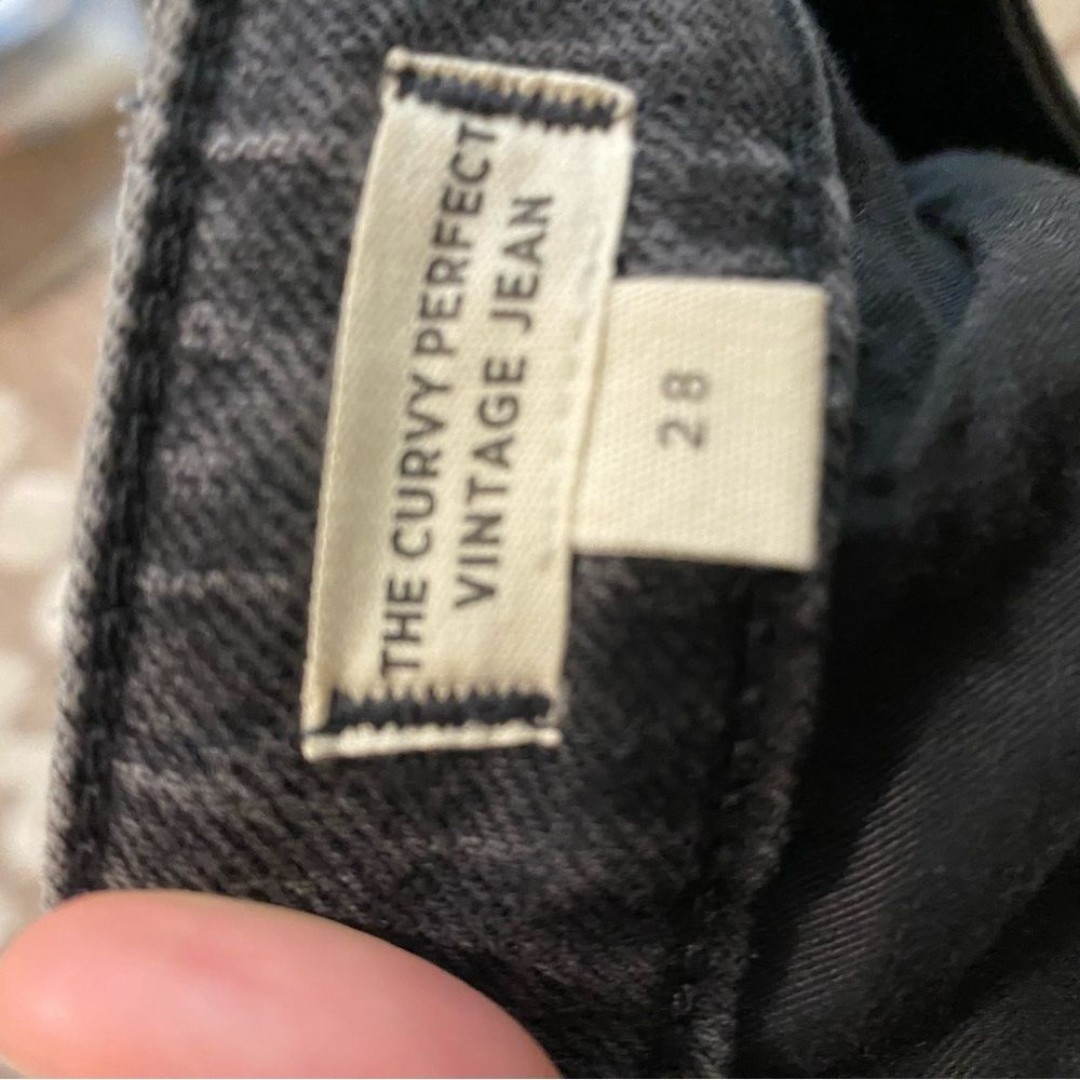 THE CURVY PERFECT
VINTAGE JEAN
28